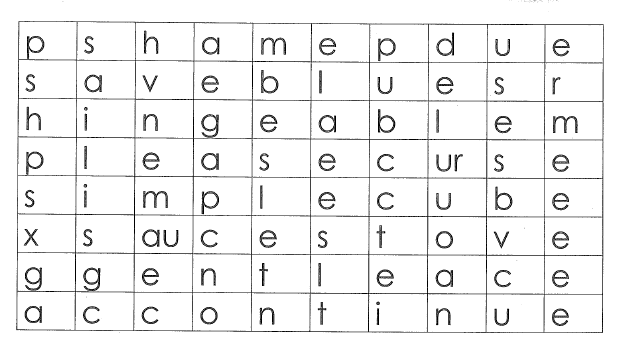 p s h a m e p d u e
s a v e b l u e s r
h i n g e a b l e m
p l e a s e c ur s e
s i m p l e c u b e
x s au c e s t o v e
g g e n t l e a c e
a c c o n t i n u e